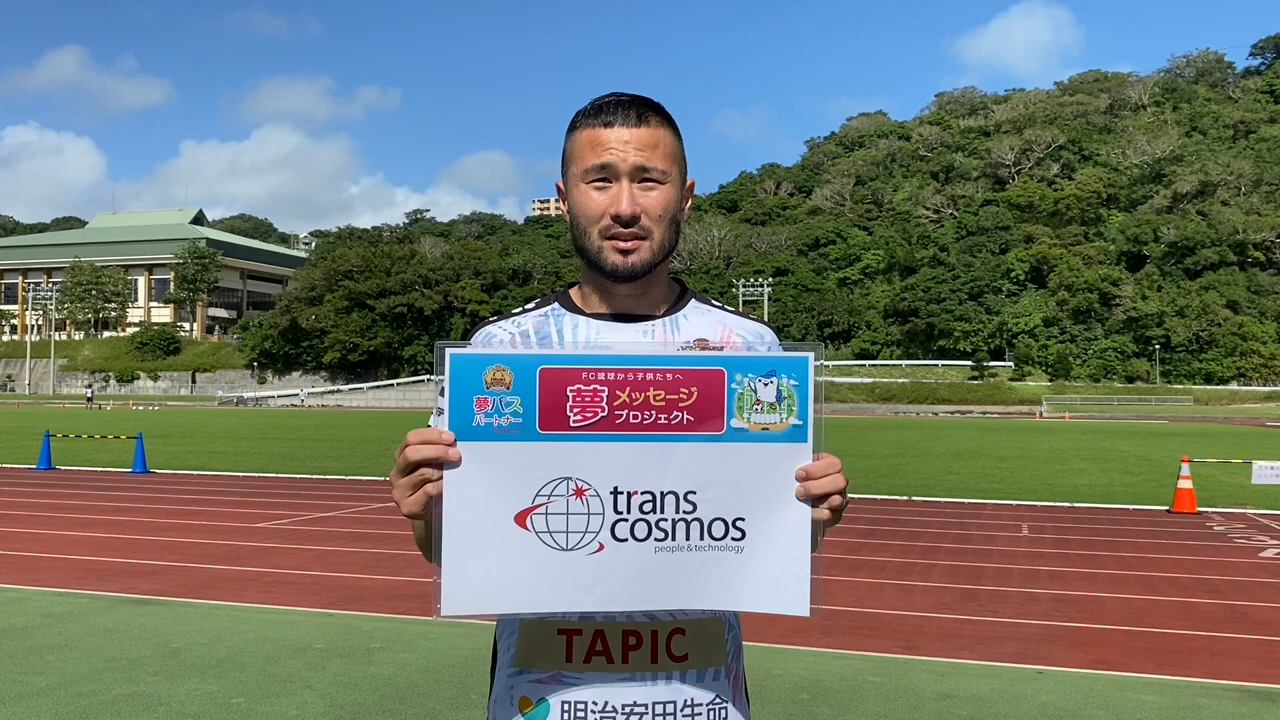 FC琉球から子供たちへ
夢パス
パートナー
夢メッセージ
プロジェクト
trans
cosmos
people & technology
TAPIC
明治安田生命